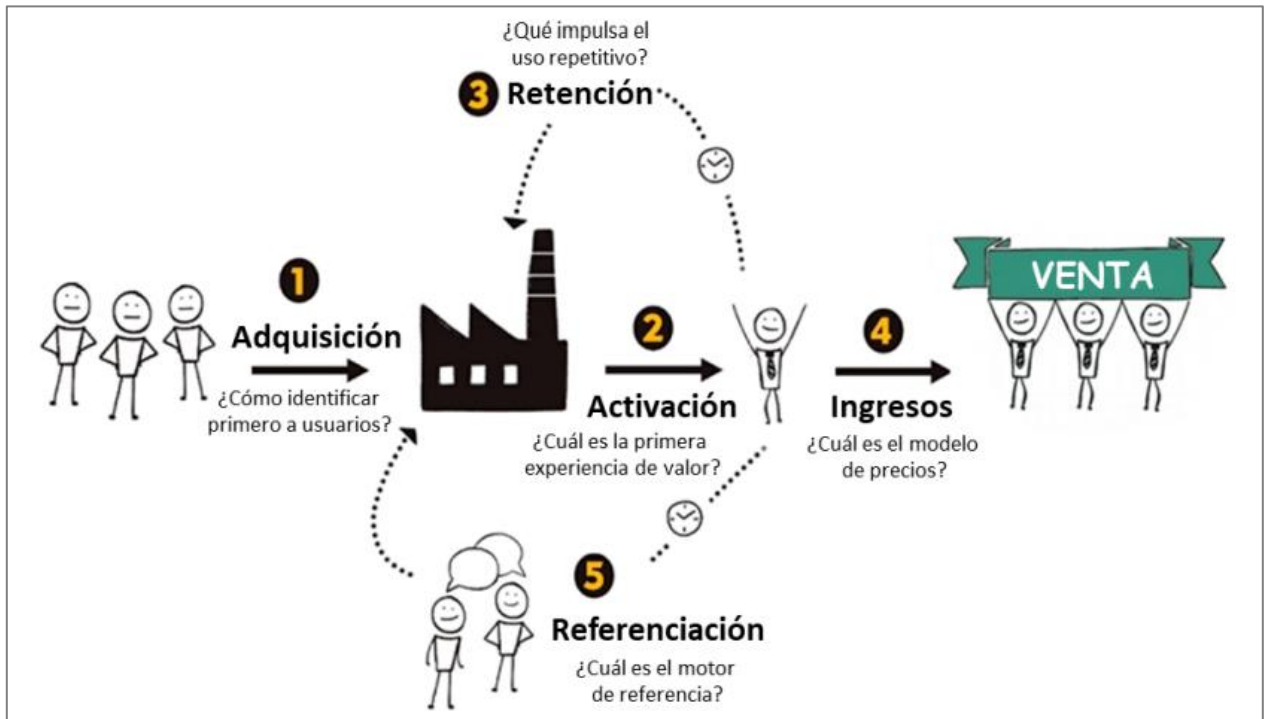 ¿Qué impulsa el
uso repetitivo?
3 Retención
1
Adquisición
¿Cómo identificar
primero a usuarios?
2
Activación
¿Cuál es la primera
experiencia de valor?
4
Ingresos
¿Cuál es el modelo
de precios?
VENTA
5
Referenciación
¿Cuál es el motor
de referencia?